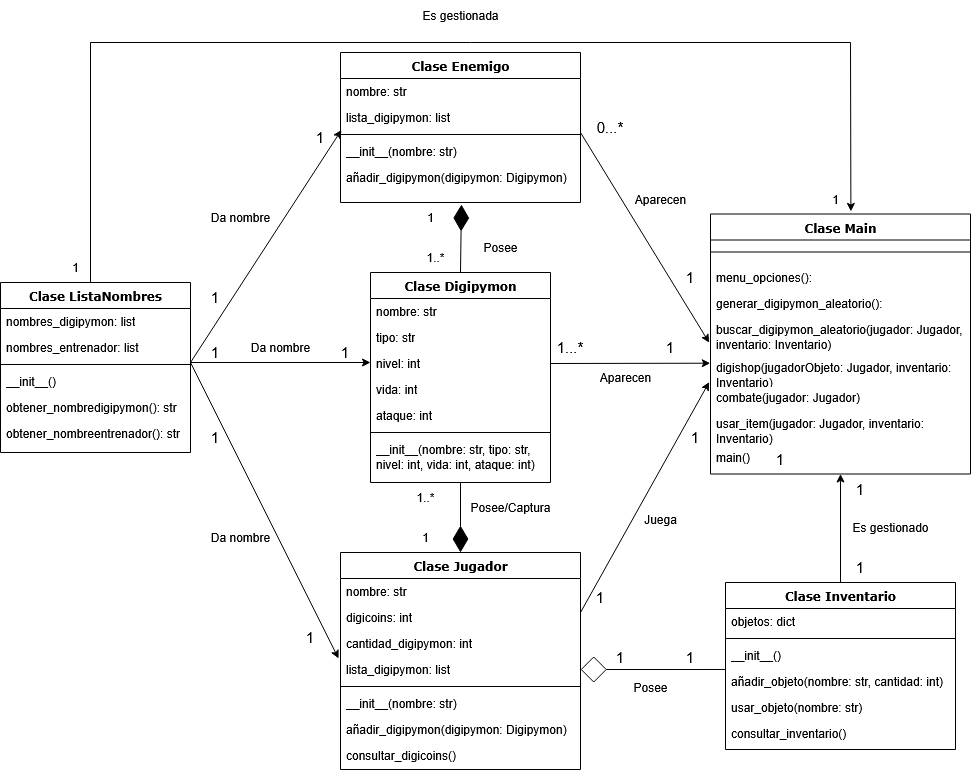 Es gestionada
1
1
Clase Enemigo
nombre: str
lista_digipymon: list
__init__(nombre: str)
añadir_digipymon(digipymon: Digipymon)
1
Da nombre
1
0...*
Aparecen
1
1
Posee
1..*
Clase ListaNombres
nombres_digipymon: list
nombres_entrenador: list
__init__()
obtener_nombredigipymon(): str
obtener_nombreentrenador(): str
1
Da nombre
1
Clase Digipymon
nombre: str
tipo: str
nivel: int
vida: int
ataque: int
__init__(nombre: str, tipo: str,
nivel: int, vida: int, ataque: int)
1...*
1
Aparecen
Clase Main
menu_opciones():
generar_digipymon_aleatorio():
buscar_digipymon_aleatorio(jugador: Jugador,
inventario: Inventario)
digishop(jugadorObjeto: Jugador, inventario:
Inventario)
combate(jugador: Jugador)
usar_item(jugador: Jugador, inventario:
Inventario)
main()
1
1
Da nombre
1
1..*
Posee/Captura
1
1
Juega
1
1
Es gestionado
1
Clase Jugador
nombre: str
digicoins: int
cantidad_digipymon: int
lista_digipymon: list
__init__(nombre: str)
añadir_digipymon(digipymon: Digipymon)
consultar_digicoins()
1
1
Posee
Clase Inventario
objetos: dict
__init__()
añadir_objeto(nombre: str, cantidad: int)
usar_objeto(nombre: str)
consultar_inventario()